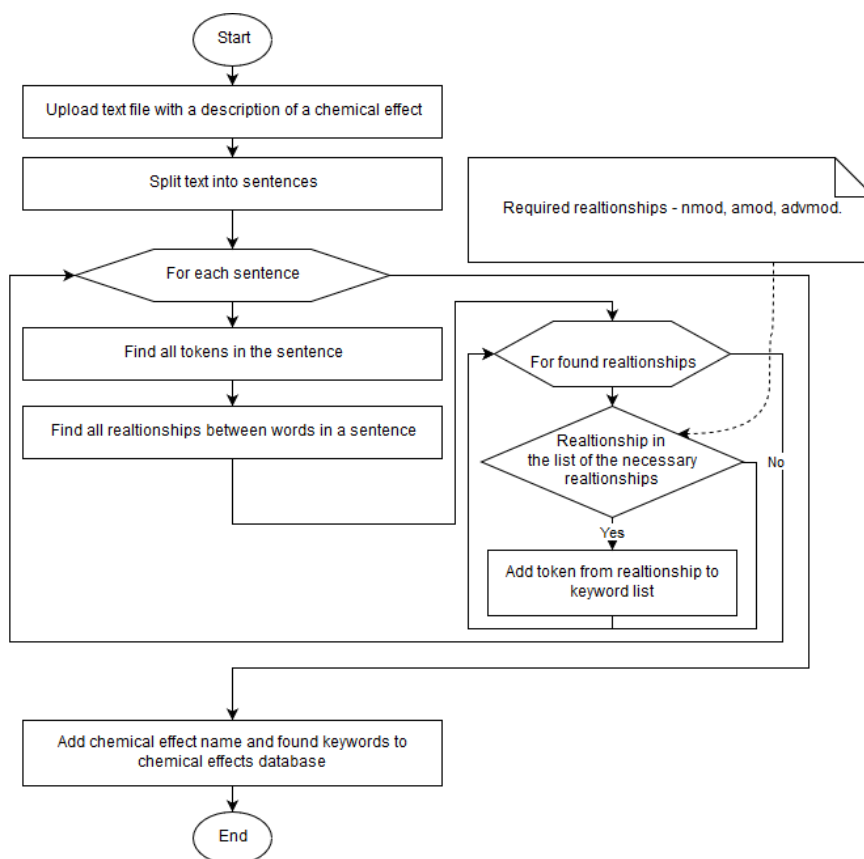 Start
Upload text file with a description of a chemical effect
Split text into sentences
Required realtionships - nmod, amod, advmod.
For each sentence
Find all tokens in the sentence
For found realtionships
Find all realtionships between words in a sentence
Realtionship in
the list of the necessary
realtionships
No
Yes
Add token from realtionship to
keyword list
Add chemical effect name and found keywords to
chemical effects database
End